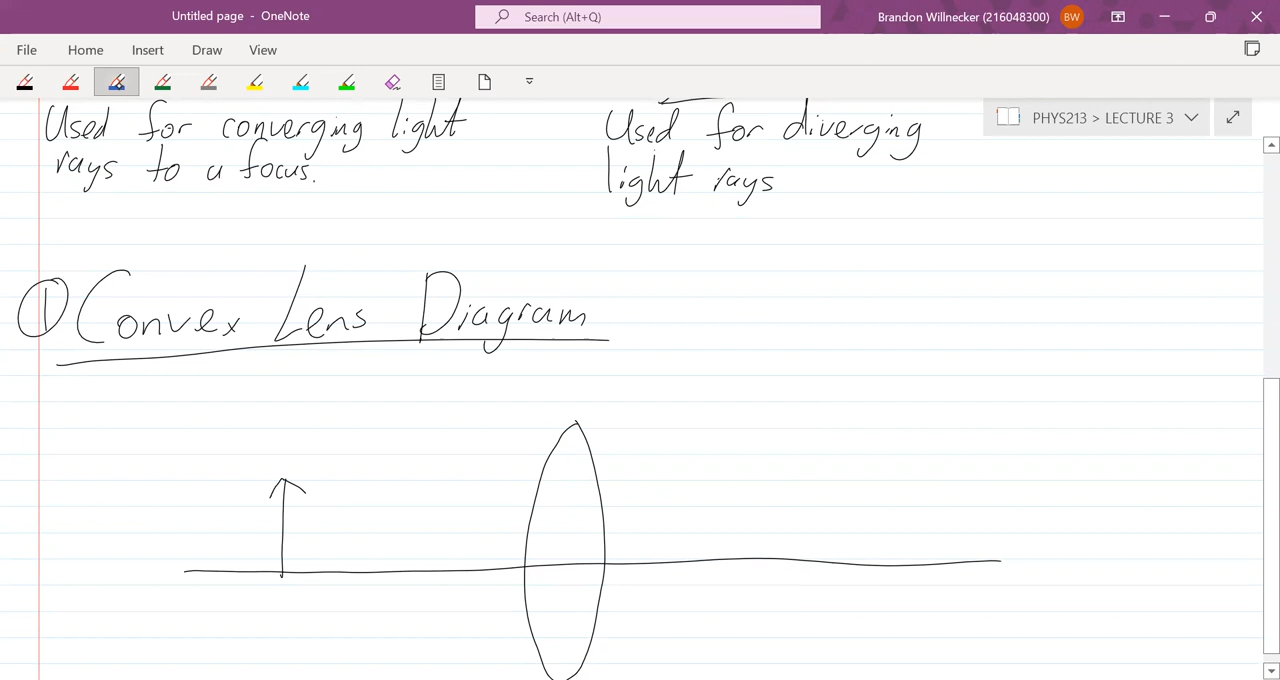 Untitled page - OneNote
Search (Alt+Q)
Brandon Willnecker (216048300)
BW
File
Home
Insert
Draw
View
PHYS213 > LECTURE 3
Used for converging light
rays to a focus.
Used for diverging
light rays
① Convex Lens Diagram